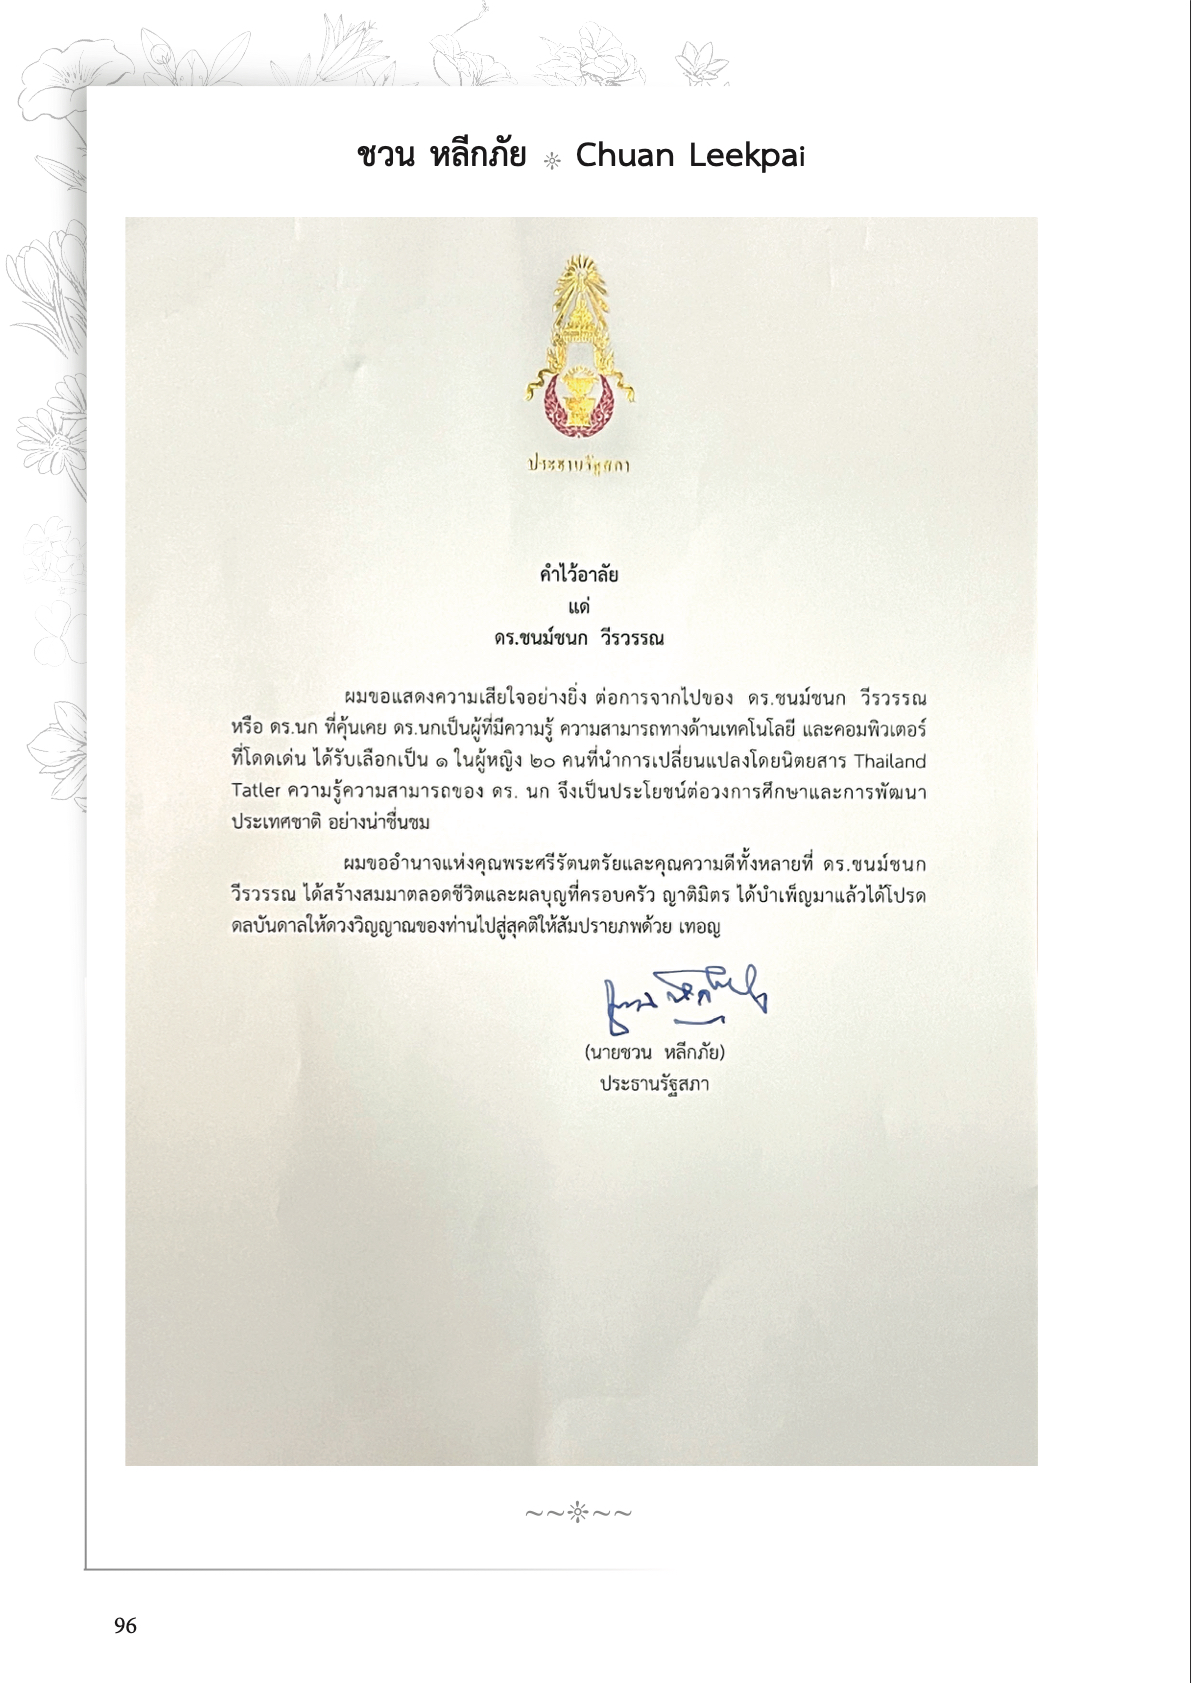 ชวน หลีกภัย ❊ Chuan Leekpai
ประธานรัฐสภา
คำไว้อาลัย
แด่
ดร.ชนม์ชนก วีรวรรณ
ผมขอแสดงความเสียใจอย่างยิ่ง ต่อการจากไปของ ดร.ชนม์ชนก วีรวรรณ
หรือ ดร.นก ที่คุ้นเคย ดร.นกเป็นผู้ที่มีความรู้ ความสามารถทางด้านเทคโนโลยี และคอมพิวเตอร์
ที่โดดเด่น ได้รับเลือกเป็น ๑ ในผู้หญิง ๒๐ คนที่นำการเปลี่ยนแปลงโดยนิตยสาร Thailand
Tatler ความรู้ความสามารถของ ดร. นก จึงเป็นประโยชน์ต่อวงการศึกษาและการพัฒนา
ประเทศชาติ อย่างน่าชื่นชม
ผมขออำนาจแห่งคุณพระศรีรัตนตรัยและคุณความดีทั้งหลายที่ ดร.ชนม์ชนก
วีรวรรณ ได้สร้างสมมาตลอดชีวิตและผลบุญที่ครอบครัว ญาติมิตร ได้บำเพ็ญมาแล้วได้โปรด
ดลบันดาลให้ดวงวิญญาณของท่านไปสู่สุคติให้สัมปรายภพด้วย เทอญ
ชวน หลีกภัย
(นายชวน หลีกภัย)
ประธานรัฐสภา
~~❊~~
96